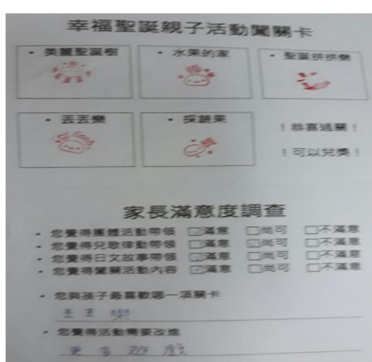 幸福聖誕親子活動闖關卡
• 美麗聖誕樹 • 水果的家 • 聖誕拼拼樂
• 丟丟樂 • 採蘋果 ！恭喜過關！
！可以兌獎！
家長滿意度調查
• 您覺得團體活動帶領 ☑滿意 □尚可 □不滿意
• 您覺得兒歌律動帶領 □滿意 ☑尚可 □不滿意
• 您覺得日文故事帶領 ☑滿意 □尚可 □不滿意
• 您覺得闖關活動內容 ☑滿意 □尚可 □不滿意
• 您與孩子最喜歡哪一項關卡
丟丟樂
• 您覺得活動需要改進
更多